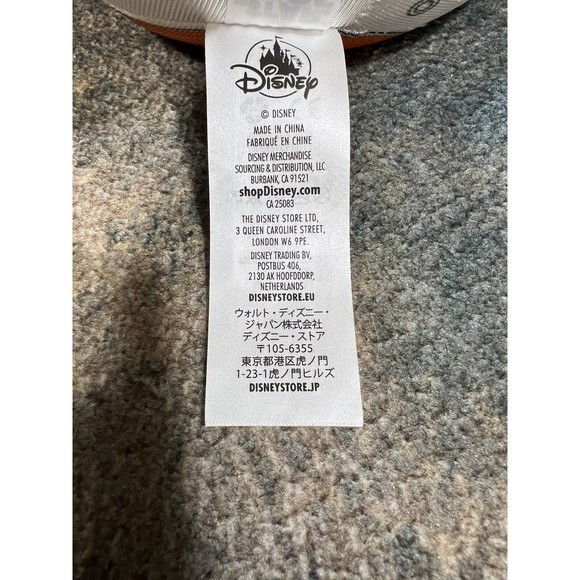 Disney
© DISNEY
MADE IN CHINA
FABRIQUÉ EN CHINE
DISNEY MERCHANDISE
SOURCING & DISTRIBUTION, LLC
BURBANK, CA 91521
shopDisney.com
CA 25083
THE DISNEY STORE LTD,
3 QUEEN CAROLINE STREET,
LONDON W6 9PE.
DISNEY TRADING BV,
POSTBUS 406,
2130 AK HOOFDDORP,
NETHERLANDS
DISNEYSTORE.EU
ウォルト・ディズニー・
ジャパン株式会社
ディズニー・ストア
〒105-6355
東京都港区虎ノ門
1-23-1虎ノ門ヒルズ
DISNEYSTORE.JP